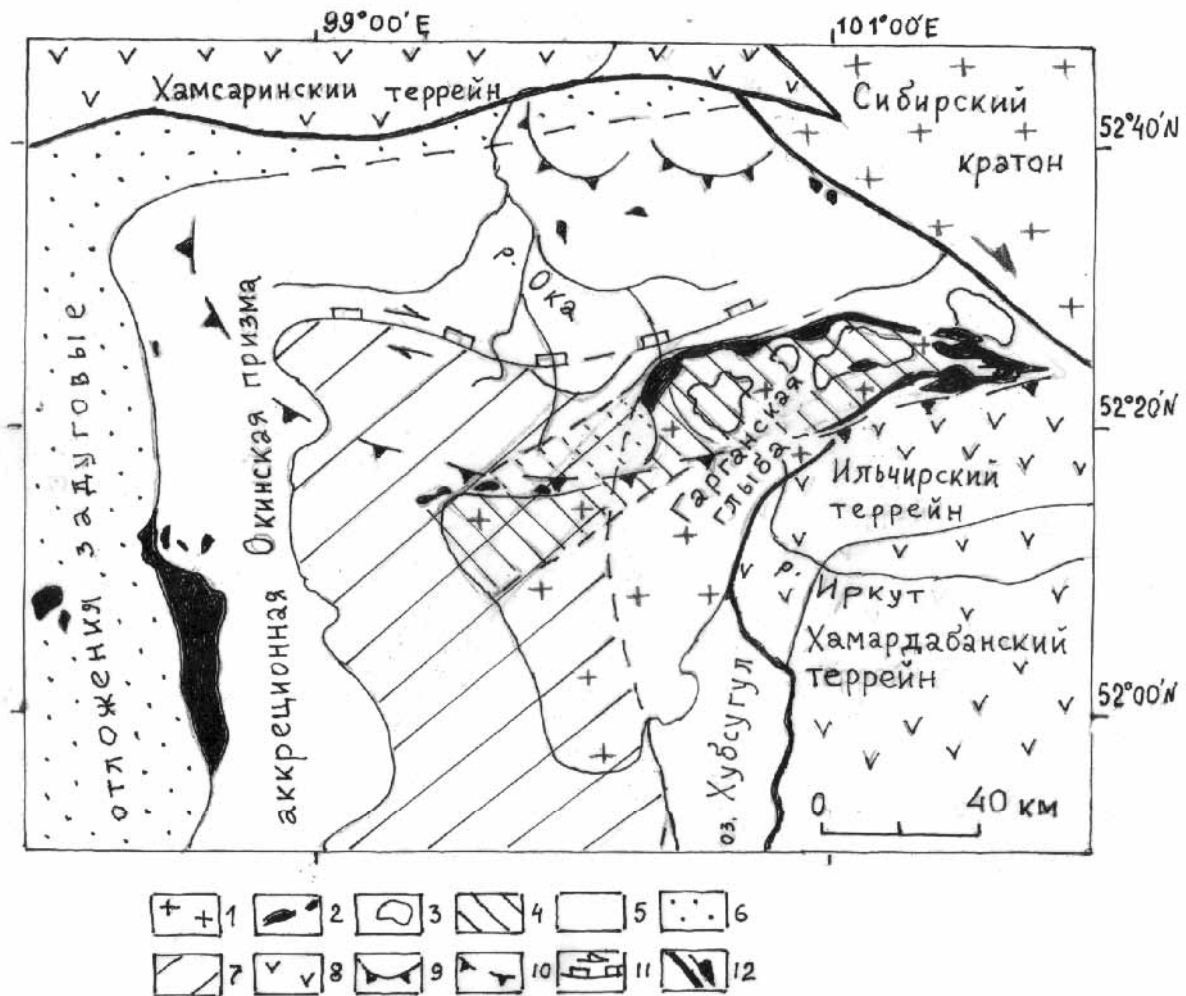 99°00'E
101°00'E
Хамсаринский террейн
Сибирский
кратон
52°40'N
р. Ока
отложения задуговые
аккреционная
Окинская призма
Гарганская
глыба
52°20'N
Ильчирский
террейн
р.
Иркут
Хамардабанский
террейн
52°00'N
оз. Хубсугул
0
40 км
1
2
3
4
5
6
7
8
9
10
11
12